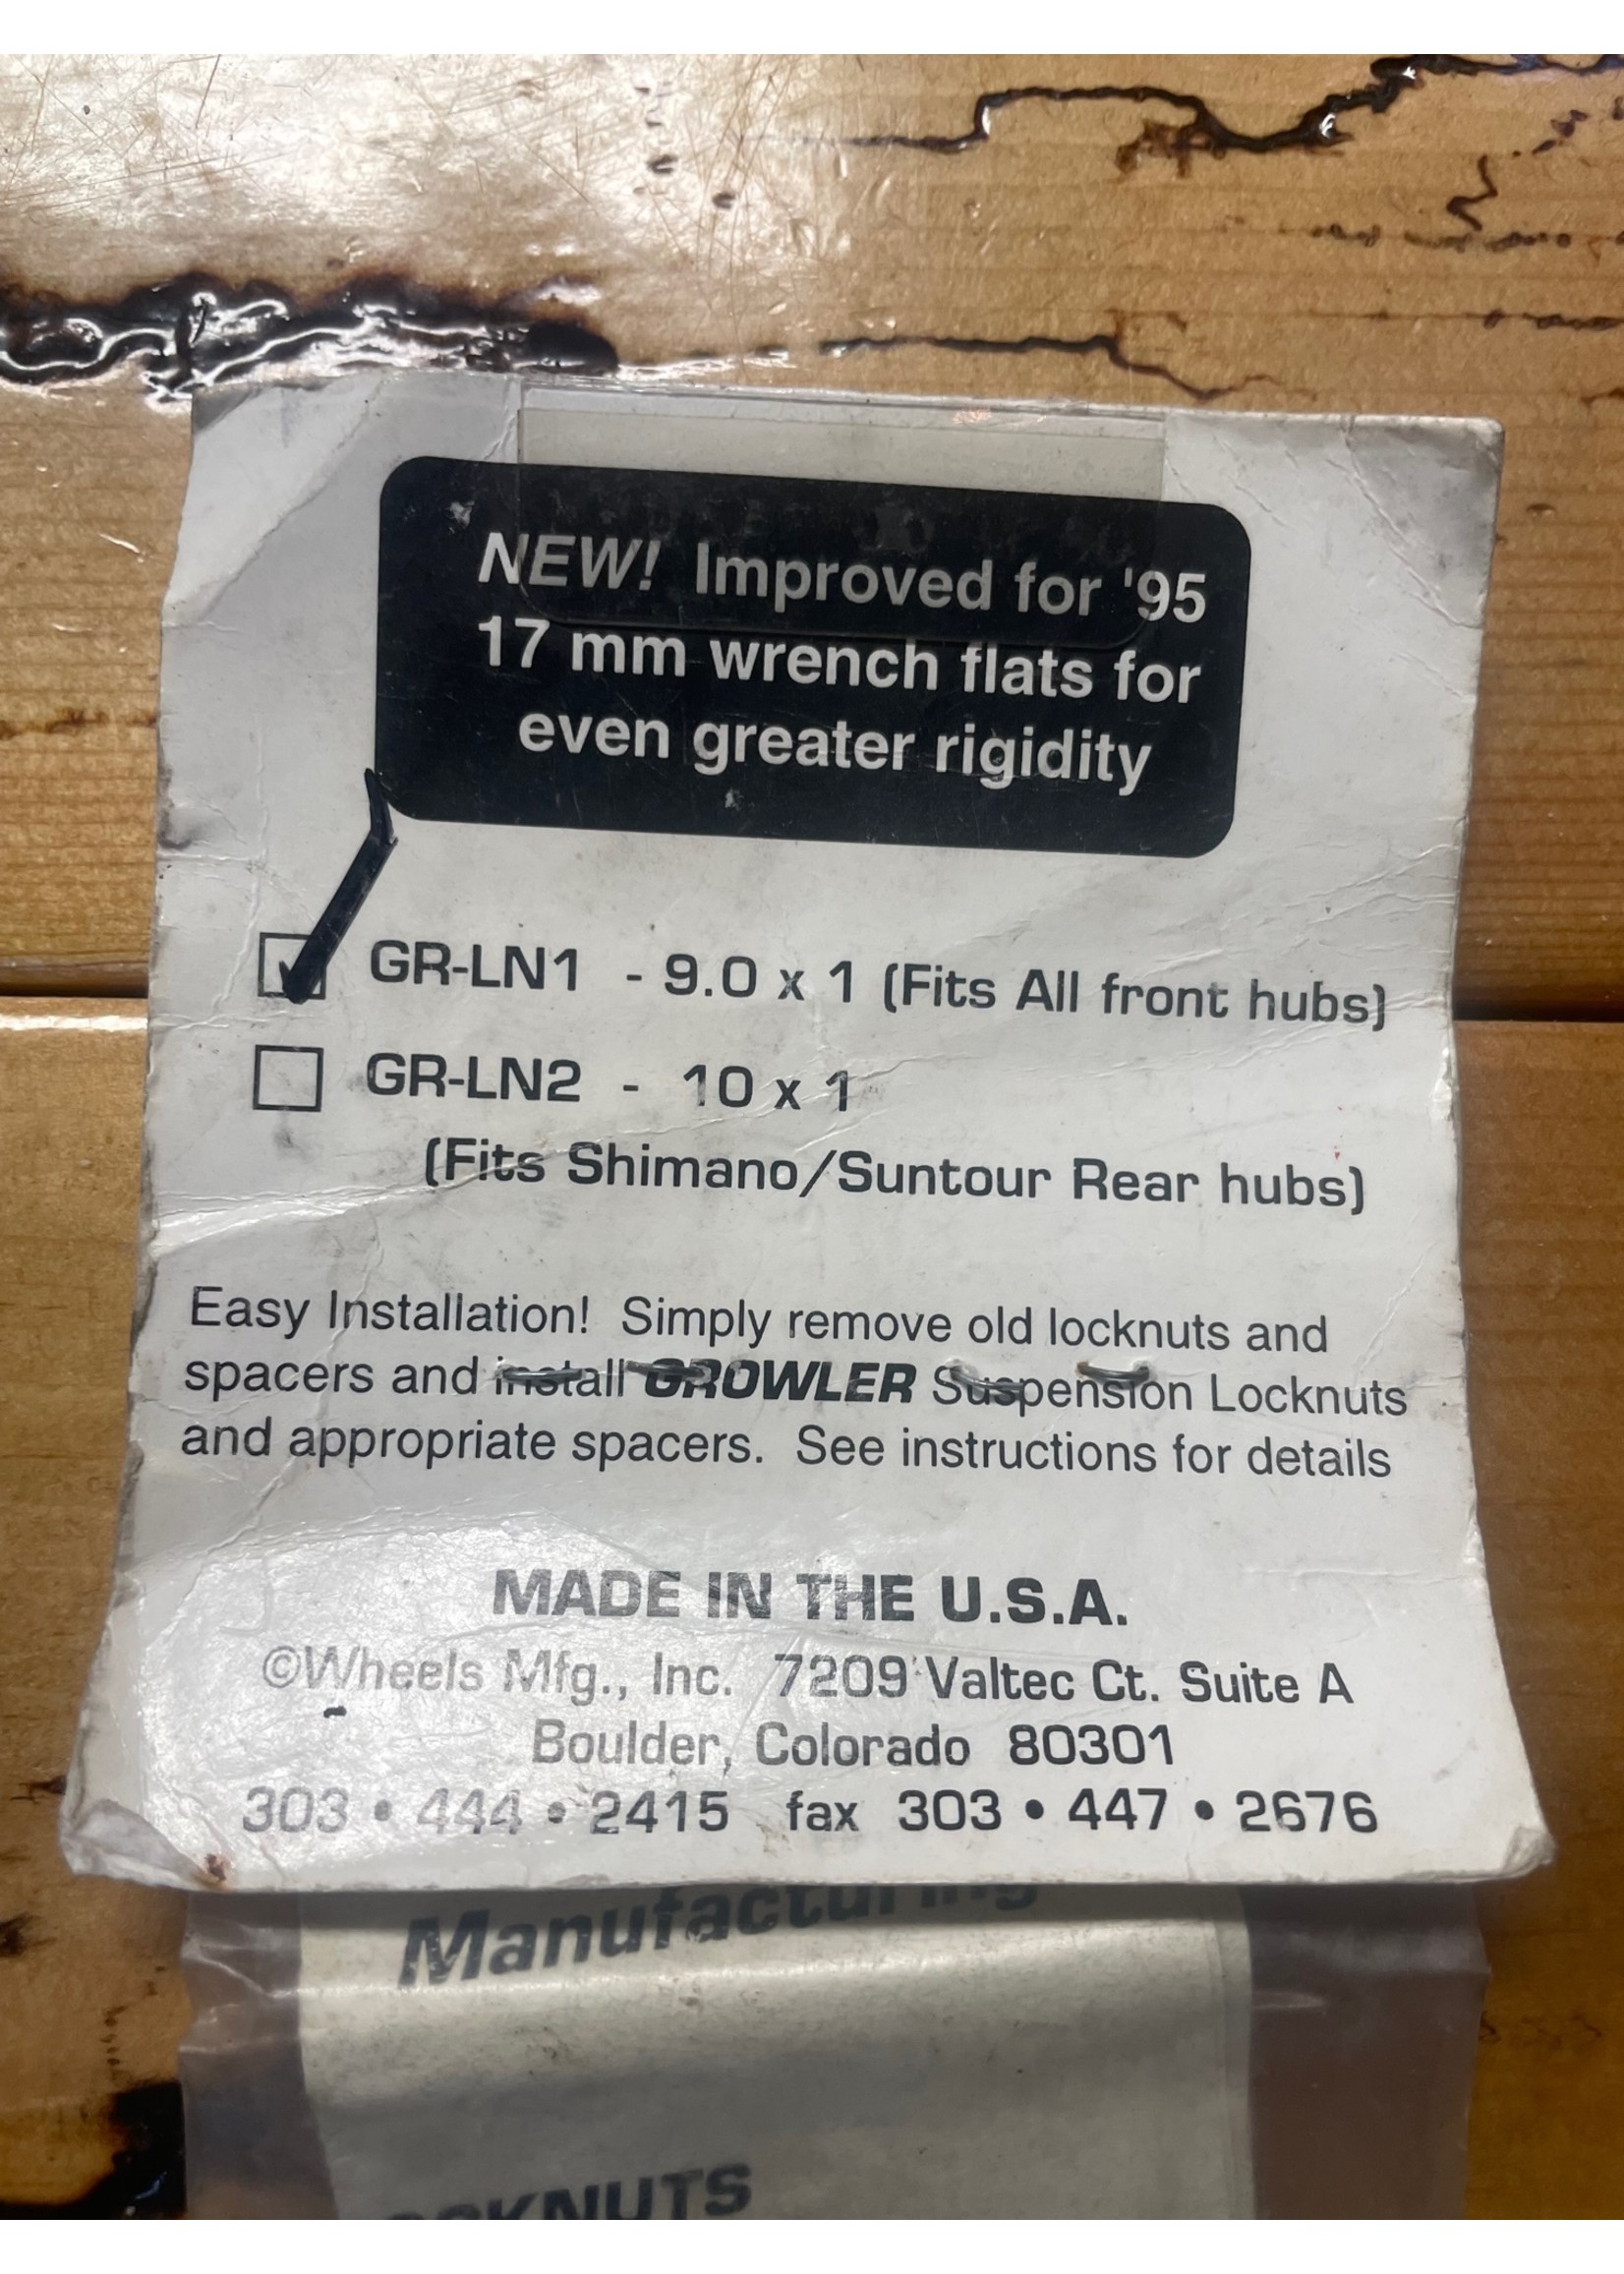 NEW! Improved for '95
17 mm wrench flats for
even greater rigidity
GR-LN1 - 9.0 x 1 (Fits All front hubs)
GR-LN2 - 10 x 1
(Fits Shimano/Suntour Rear hubs)
Easy Installation! Simply remove old locknuts and
spacers and install GROWLER Suspension Locknuts
and appropriate spacers. See instructions for details
MADE IN THE U.S.A.
©Wheels Mfg., Inc. 7209 Valtec Ct. Suite A
Boulder, Colorado 80301
303 • 444 • 2415 fax 303 • 447 • 2676
Manufacturing